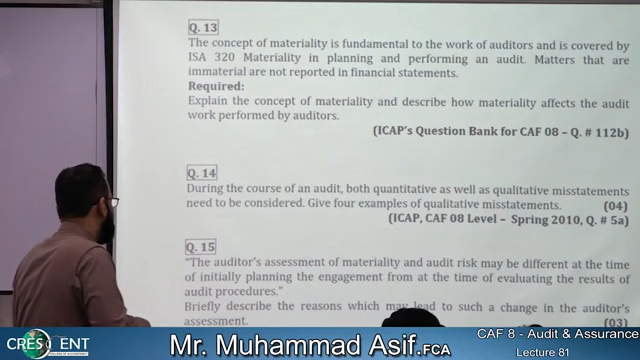 Q. 13
The concept of materiality is fundamental to the work of auditors and is covered by
ISA 320 Materiality in planning and performing an audit. Matters that are
immaterial are not reported in financial statements.
Required:
Explain the concept of materiality and describe how materiality affects the audit
work performed by auditors.
(ICAP's Question Bank for CAF 08 – Q. # 112b)
Q. 14
During the course of an audit, both quantitative as well as qualitative misstatements
need to be considered. Give four examples of qualitative misstatements. (04)
(ICAP, CAF 08 Level – Spring 2010, Q. # 5a)
Q. 15
"The auditor's assessment of materiality and audit risk may be different at the time
of initially planning the engagement from at the time of evaluating the results of
audit procedures."
Briefly describe the reasons which may lead to such a change in the auditor's
assessment. (03)
CRESCENT
Mr. Muhammad Asif.FCA
CAF 8 - Audit & Assurance
Lecture 81